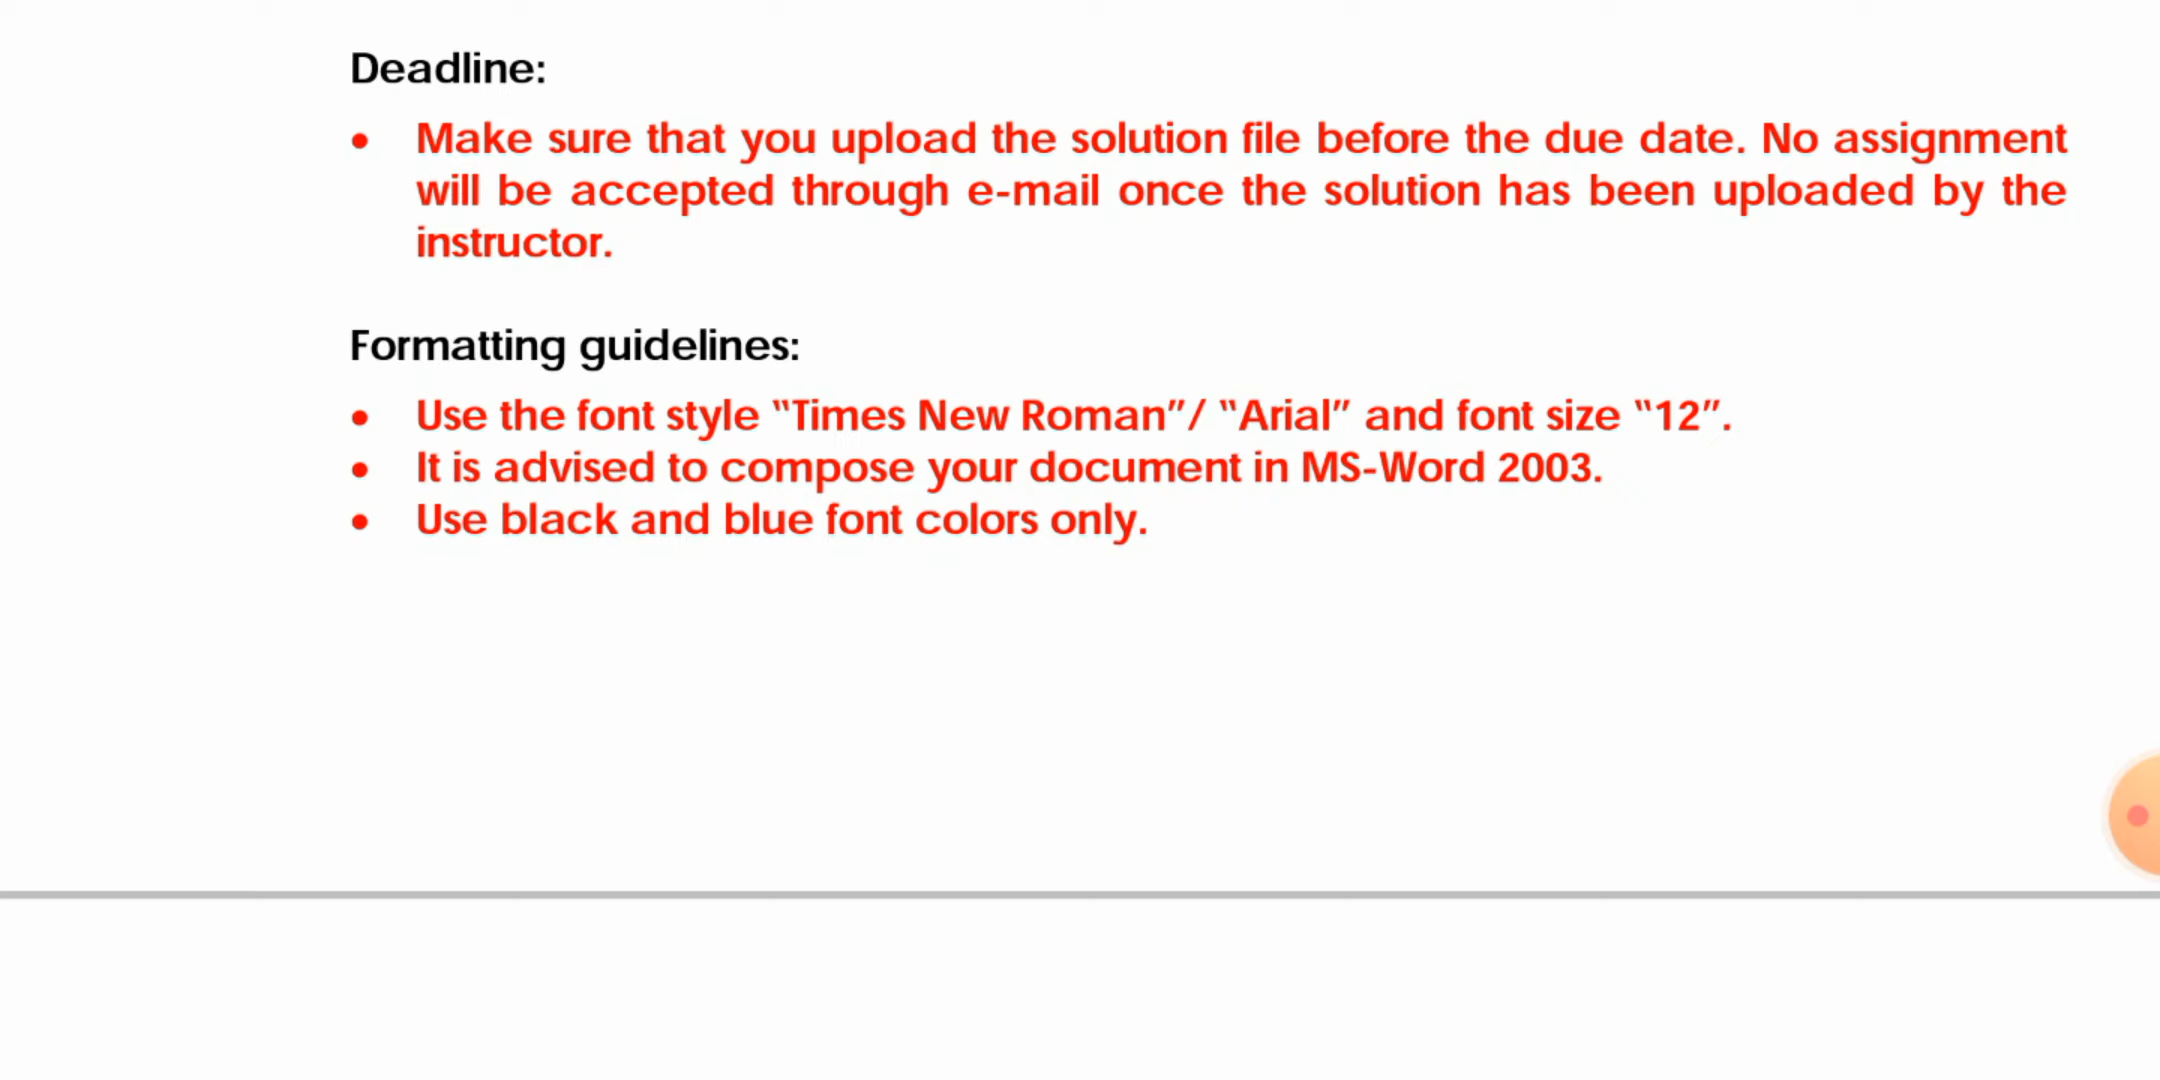 Deadline:
• Make sure that you upload the solution file before the due date. No assignment
will be accepted through e-mail once the solution has been uploaded by the
instructor.
Formatting guidelines:
• Use the font style “Times New Roman”/ “Arial” and font size “12”.
• It is advised to compose your document in MS-Word 2003.
• Use black and blue font colors only.